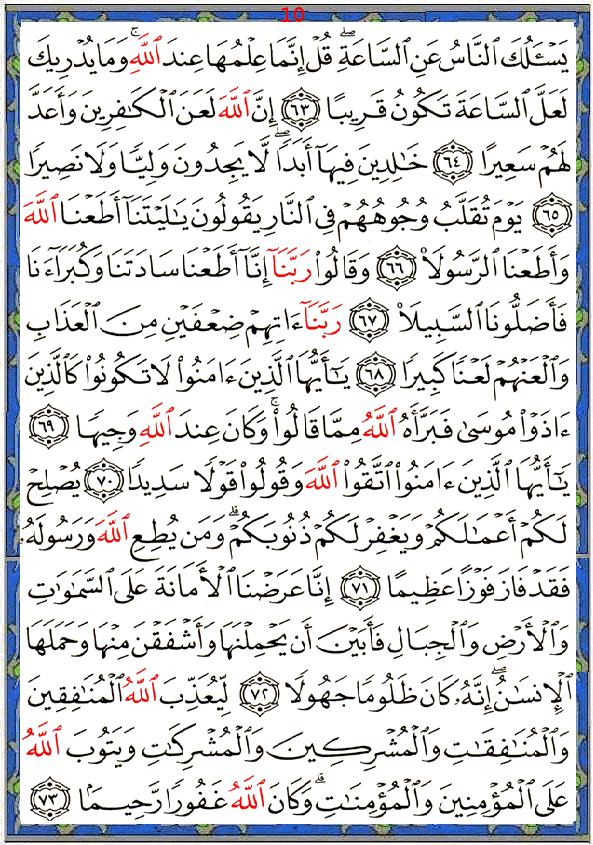 10
يَسْـَٔلُكَ ٱلنَّاسُ عَنِ ٱلسَّاعَةِۖ قُلْ إِنَّمَا عِلْمُهَا عِندَ ٱللَّهِۚ وَمَا يُدْرِيكَ
لَعَلَّ ٱلسَّاعَةَ تَكُونُ قَرِيبًا ٦٣ إِنَّ ٱللَّهَ لَعَنَ ٱلْكَٰفِرِينَ وَأَعَدَّ
لَهُمْ سَعِيرًا ٦٤ خَٰلِدِينَ فِيهَآ أَبَدًاۖ لَّا يَجِدُونَ وَلِيًّا وَلَا نَصِيرًا
٦٥ يَوْمَ تُقَلَّبُ وُجُوهُهُمْ فِى ٱلنَّارِ يَقُولُونَ يَٰلَيْتَنَآ أَطَعْنَا ٱللَّهَ
وَأَطَعْنَا ٱلرَّسُولَا۠ ٦٦ وَقَالُوا۟ رَبَّنَآ إِنَّآ أَطَعْنَا سَادَتَنَا وَكُبَرَآءَنَا
فَأَضَلُّونَا ٱلسَّبِيلَا۠ ٦٧ رَبَّنَآ ءَاتِهِمْ ضِعْفَيْنِ مِنَ ٱلْعَذَابِ
وَٱلْعَنْهُمْ لَعْنًا كَبِيرًا ٦٨ يَٰٓأَيُّهَا ٱلَّذِينَ ءَامَنُوا۟ لَا تَكُونُوا۟ كَٱلَّذِينَ
ءَاذَوْا۟ مُوسَىٰ فَبَرَّأَهُ ٱللَّهُ مِمَّا قَالُوا۟ۚ وَكَانَ عِندَ ٱللَّهِ وَجِيهًا ٦٩
يَٰٓأَيُّهَا ٱلَّذِينَ ءَامَنُوا۟ ٱتَّقُوا۟ ٱللَّهَ وَقُولُوا۟ قَوْلًا سَدِيدًا ٧٠ يُصْلِحْ
لَكُمْ أَعْمَٰلَكُمْ وَيَغْفِرْ لَكُمْ ذُنُوبَكُمْۗ وَمَن يُطِعِ ٱللَّهَ وَرَسُولَهُۥ
فَقَدْ فَازَ فَوْزًا عَظِيمًا ٧١ إِنَّا عَرَضْنَا ٱلْأَمَانَةَ عَلَى ٱلسَّمَٰوَٰتِ
وَٱلْأَرْضِ وَٱلْجِبَالِ فَأَبَيْنَ أَن يَحْمِلْنَهَا وَأَشْفَقْنَ مِنْهَا وَحَمَلَهَا
ٱلْإِنسَٰنُۖ إِنَّهُۥ كَانَ ظَلُومًا جَهُولًا ٧٢ لِّيُعَذِّبَ ٱللَّهُ ٱلْمُنَٰفِقِينَ
وَٱلْمُنَٰفِقَٰتِ وَٱلْمُشْرِكِينَ وَٱلْمُشْرِكَٰتِ وَيَتُوبَ ٱللَّهُ
عَلَى ٱلْمُؤْمِنِينَ وَٱلْمُؤْمِنَٰتِۗ وَكَانَ ٱللَّهُ غَفُورًا رَّحِيمًۢا ٧٣